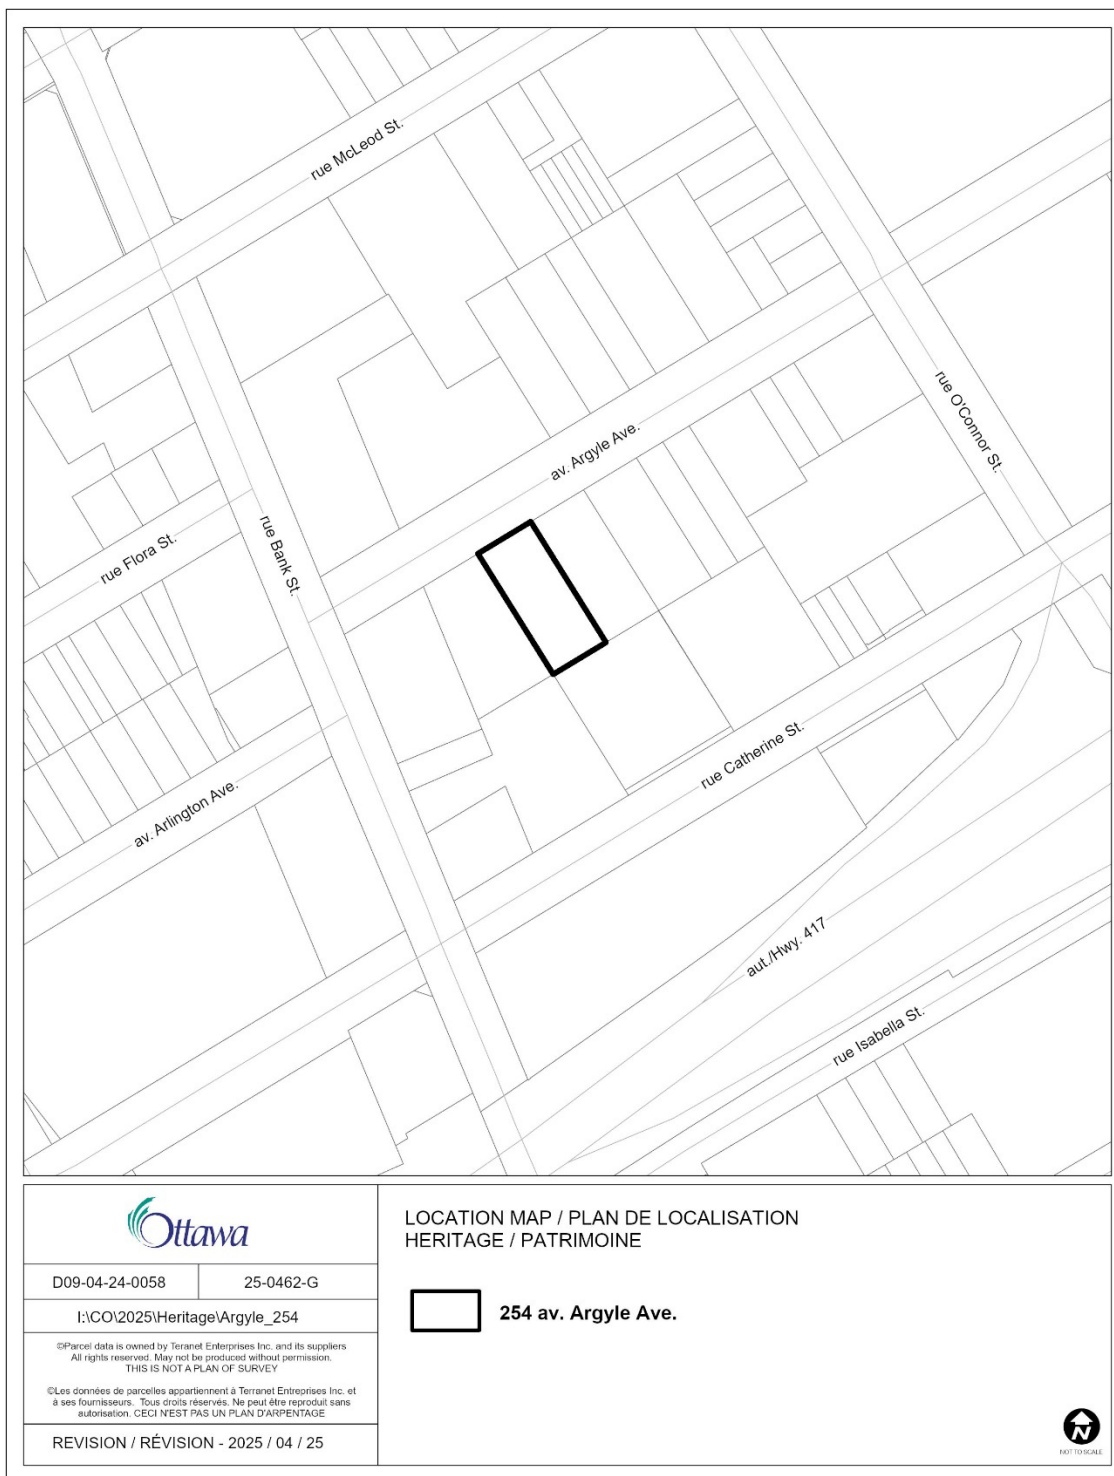 rue McLeod St.
av. Argyle Ave.
rue O'Connor St.
rue Flora St.
rue Bank St.
rue Catherine St.
av. Arlington Ave.
aut./Hwy. 417
rue Isabella St.
Ottawa
D09-04-24-0058
25-0462-G
I:\CO\2025\Heritage\Argyle_254
©Parcel data is owned by Teranet Enterprises Inc. and its suppliers
All rights reserved. May not be produced without permission.
THIS IS NOT A PLAN OF SURVEY
©Les données de parcelles appartiennent à Terranet Entreprises Inc. et
à ses fournisseurs. Tous droits réservés. Ne peut être reproduit sans
autorisation. CECI N'EST PAS UN PLAN D'ARPENTAGE
REVISION / RÉVISION - 2025 / 04 / 25
LOCATION MAP / PLAN DE LOCALISATION
HERITAGE / PATRIMOINE
254 av. Argyle Ave.
N
NOT TO SCALE